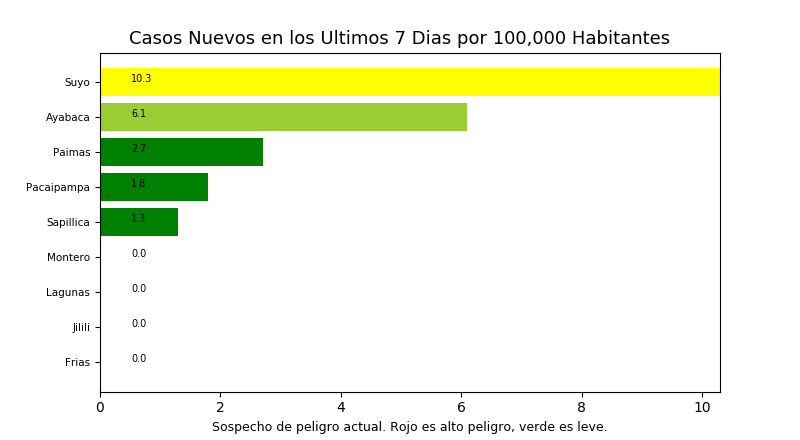 Casos Nuevos en los Ultimos 7 Dias por 100,000 Habitantes
Suyo 10.3
Ayabaca 6.1
Paimas 2.7
Pacaipampa 1.8
Sapillica 1.3
Montero 0.0
Lagunas 0.0
Jilili 0.0
Frias 0.0
0 2 4 6 8 10
Sospecho de peligro actual. Rojo es alto peligro, verde es leve.